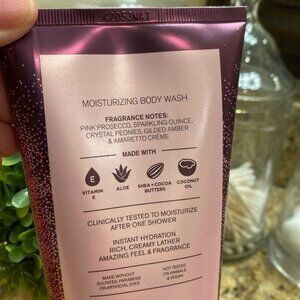 4205SNA1
MOISTURIZING BODY WASH
FRAGRANCE NOTES:
PINK PROSECCO, SPARKLING QUINCE,
CRYSTAL PEONIES, GILDED AMBER
& AMARETTO CRÈME
MADE WITH
E
VITAMIN
E
ALOE
SHEA + COCOA
BUTTERS
COCONUT
OIL
CLINICALLY TESTED TO MOISTURIZE
AFTER ONE SHOWER
INSTANT HYDRATION
RICH, CREAMY LATHER
AMAZING FEEL & FRAGRANCE
MADE WITHOUT
SULFATES, PARABENS
OR ARTIFICIAL DYES
NOT TESTED
ON ANIMALS
& VEGAN